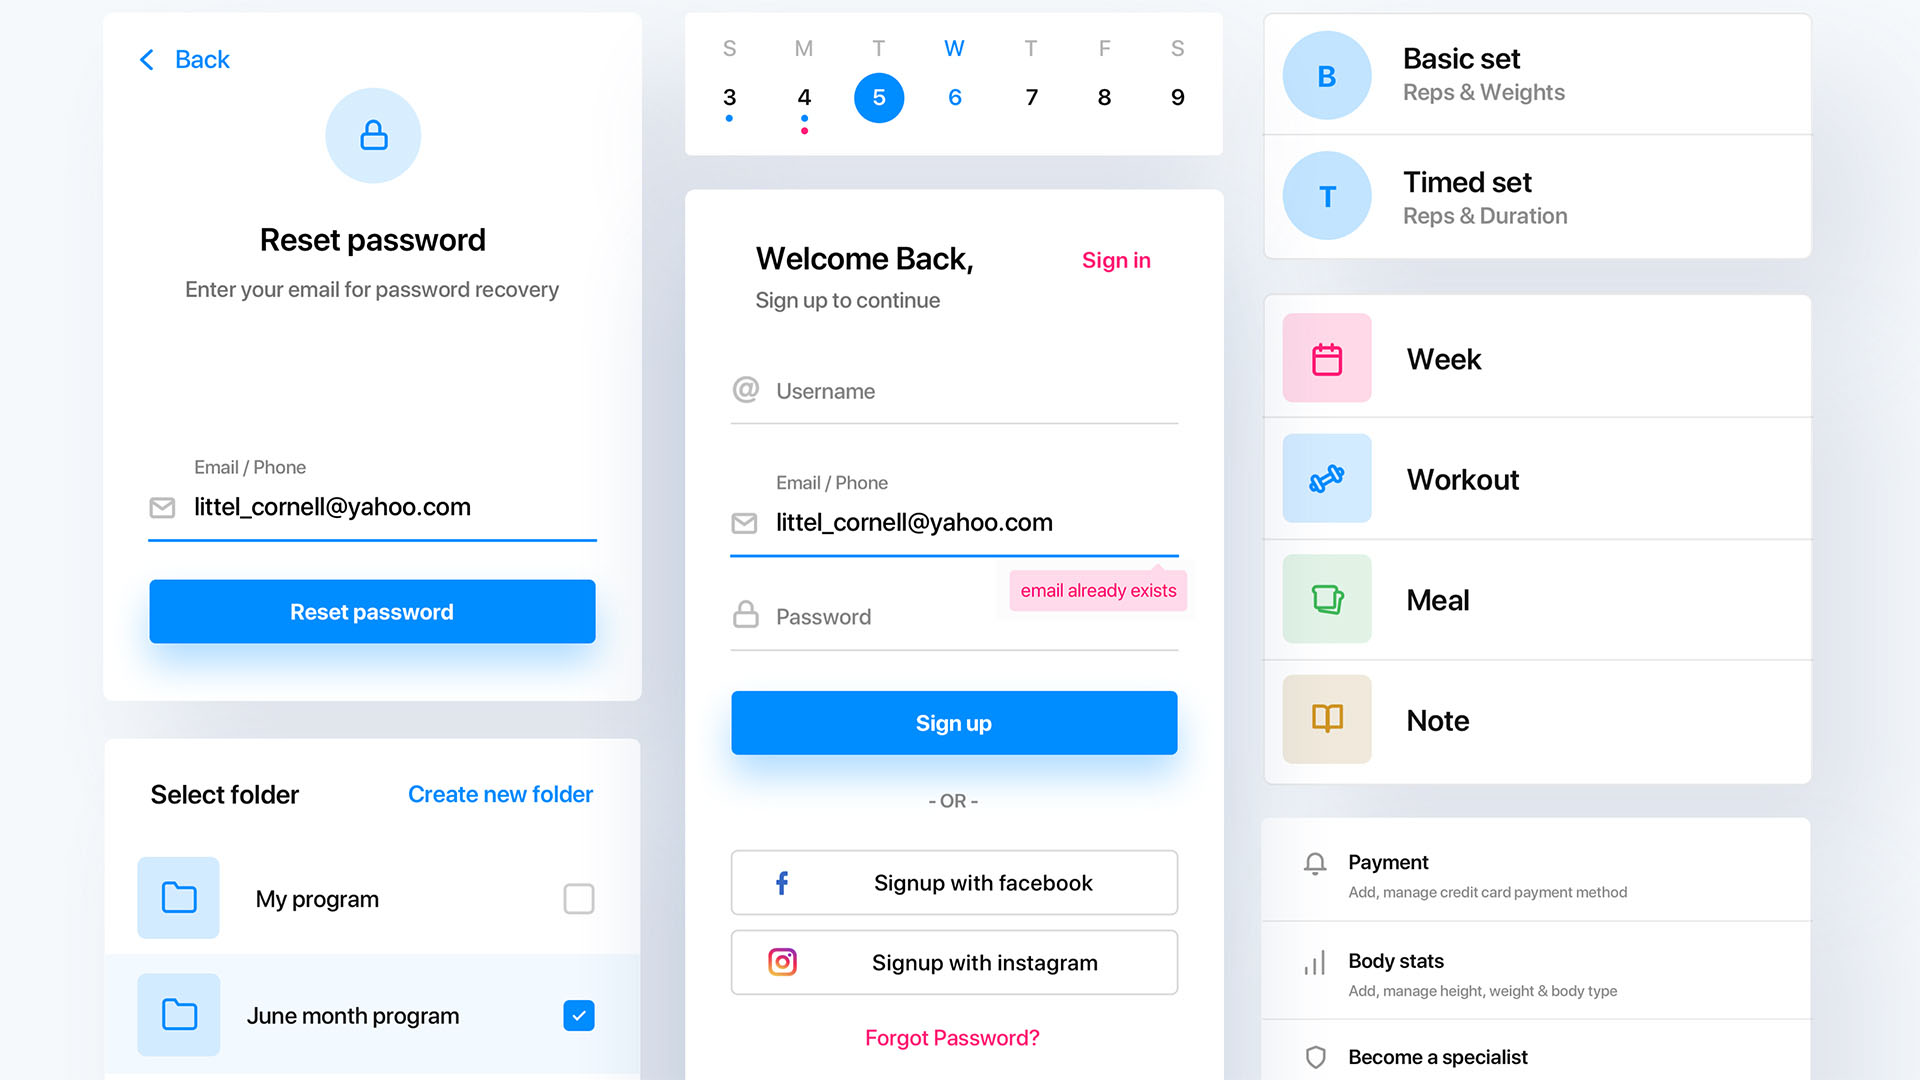 Back
Reset password
Enter your email for password recovery
Email / Phone
littel_cornell@yahoo.com
Reset password
Select folder
Create new folder
My program
June month program
S M T W T F S
3 4 5 6 7 8 9
Welcome Back,
Sign in
Sign up to continue
@ Username
Email / Phone
littel_cornell@yahoo.com
email already exists
Password
Sign up
- OR -
Signup with facebook
Signup with instagram
Forgot Password?
B
Basic set
Reps & Weights
T
Timed set
Reps & Duration
Week
Workout
Meal
Note
Payment
Add, manage credit card payment method
Body stats
Add, manage height, weight & body type
Become a specialist